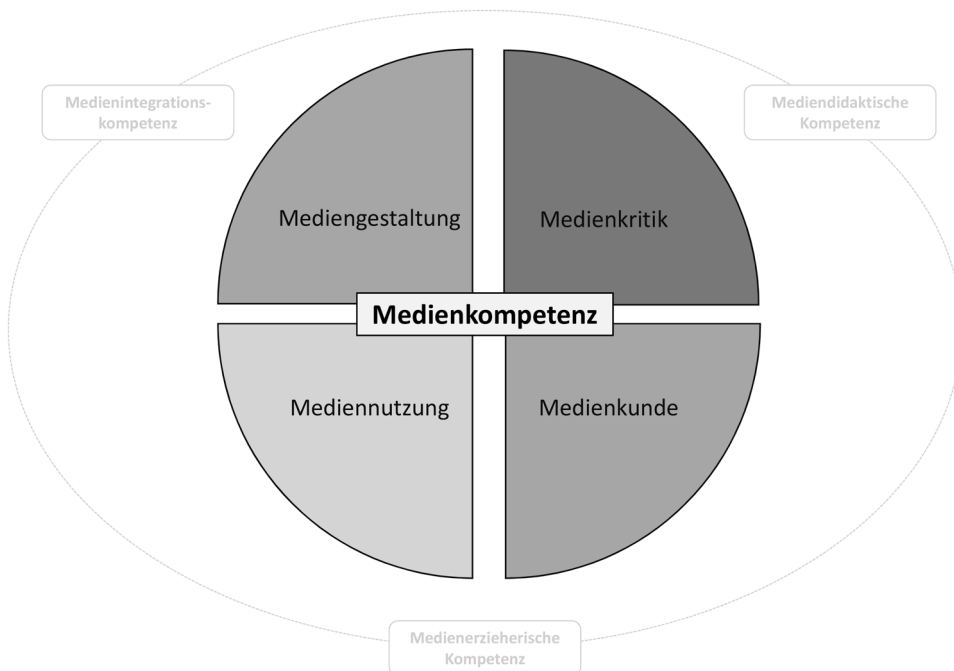 Medienintegrations-
kompetenz
Mediendidaktische
Kompetenz
Mediengestaltung
Medienkritik
Medienkompetenz
Mediennutzung
Medienkunde
Medienerzieherische
Kompetenz